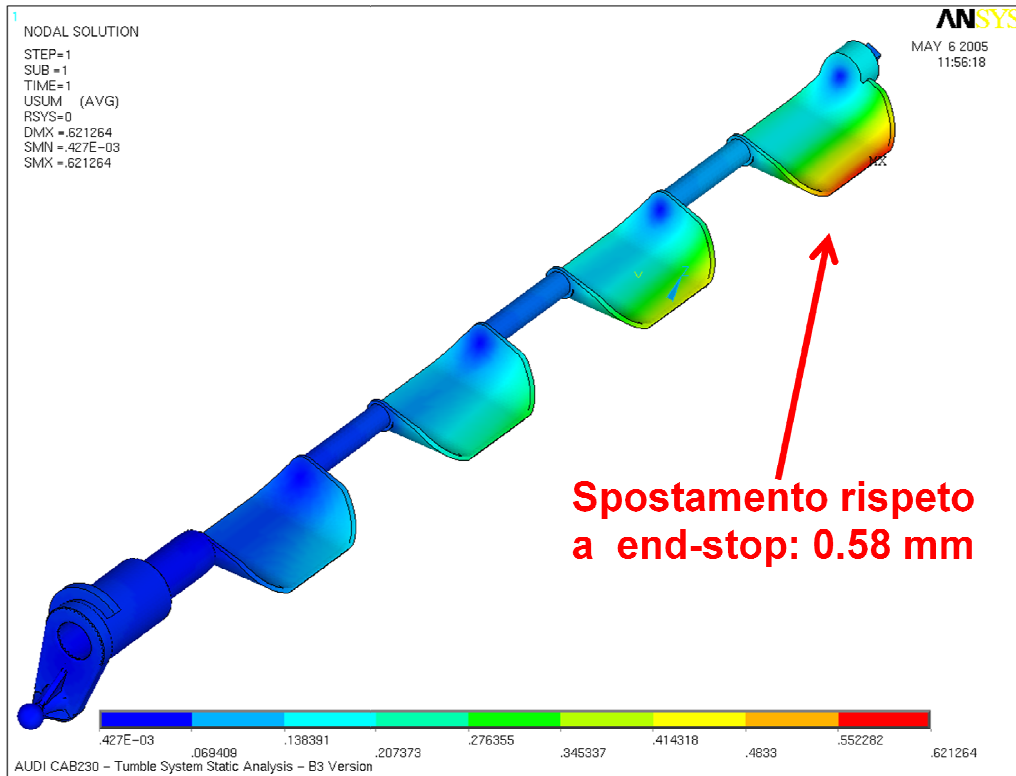 1
NODAL SOLUTION
STEP=1
SUB =1
TIME=1
USUM (AVG)
RSYS=0
DMX =.621264
SMN =.427E-03
SMX =.621264
ANSYS
MAY 6 2005
11:56:18
MX
Spostamento rispeto
a end-stop: 0.58 mm
.427E-03 .138391 .276355 .414318 .552282
.069409 .207373 .345337 .4833 .621264
AUDI CAB230 – Tumble System Static Analysis – B3 Version